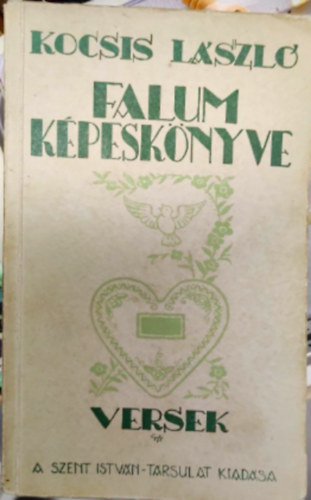 KOCSIS LÁSZLÓ
FALUM
KÉPESKÖNYVE
VERSEK
A SZENT ISTVÁN-TÁRSULAT KIADÁSA